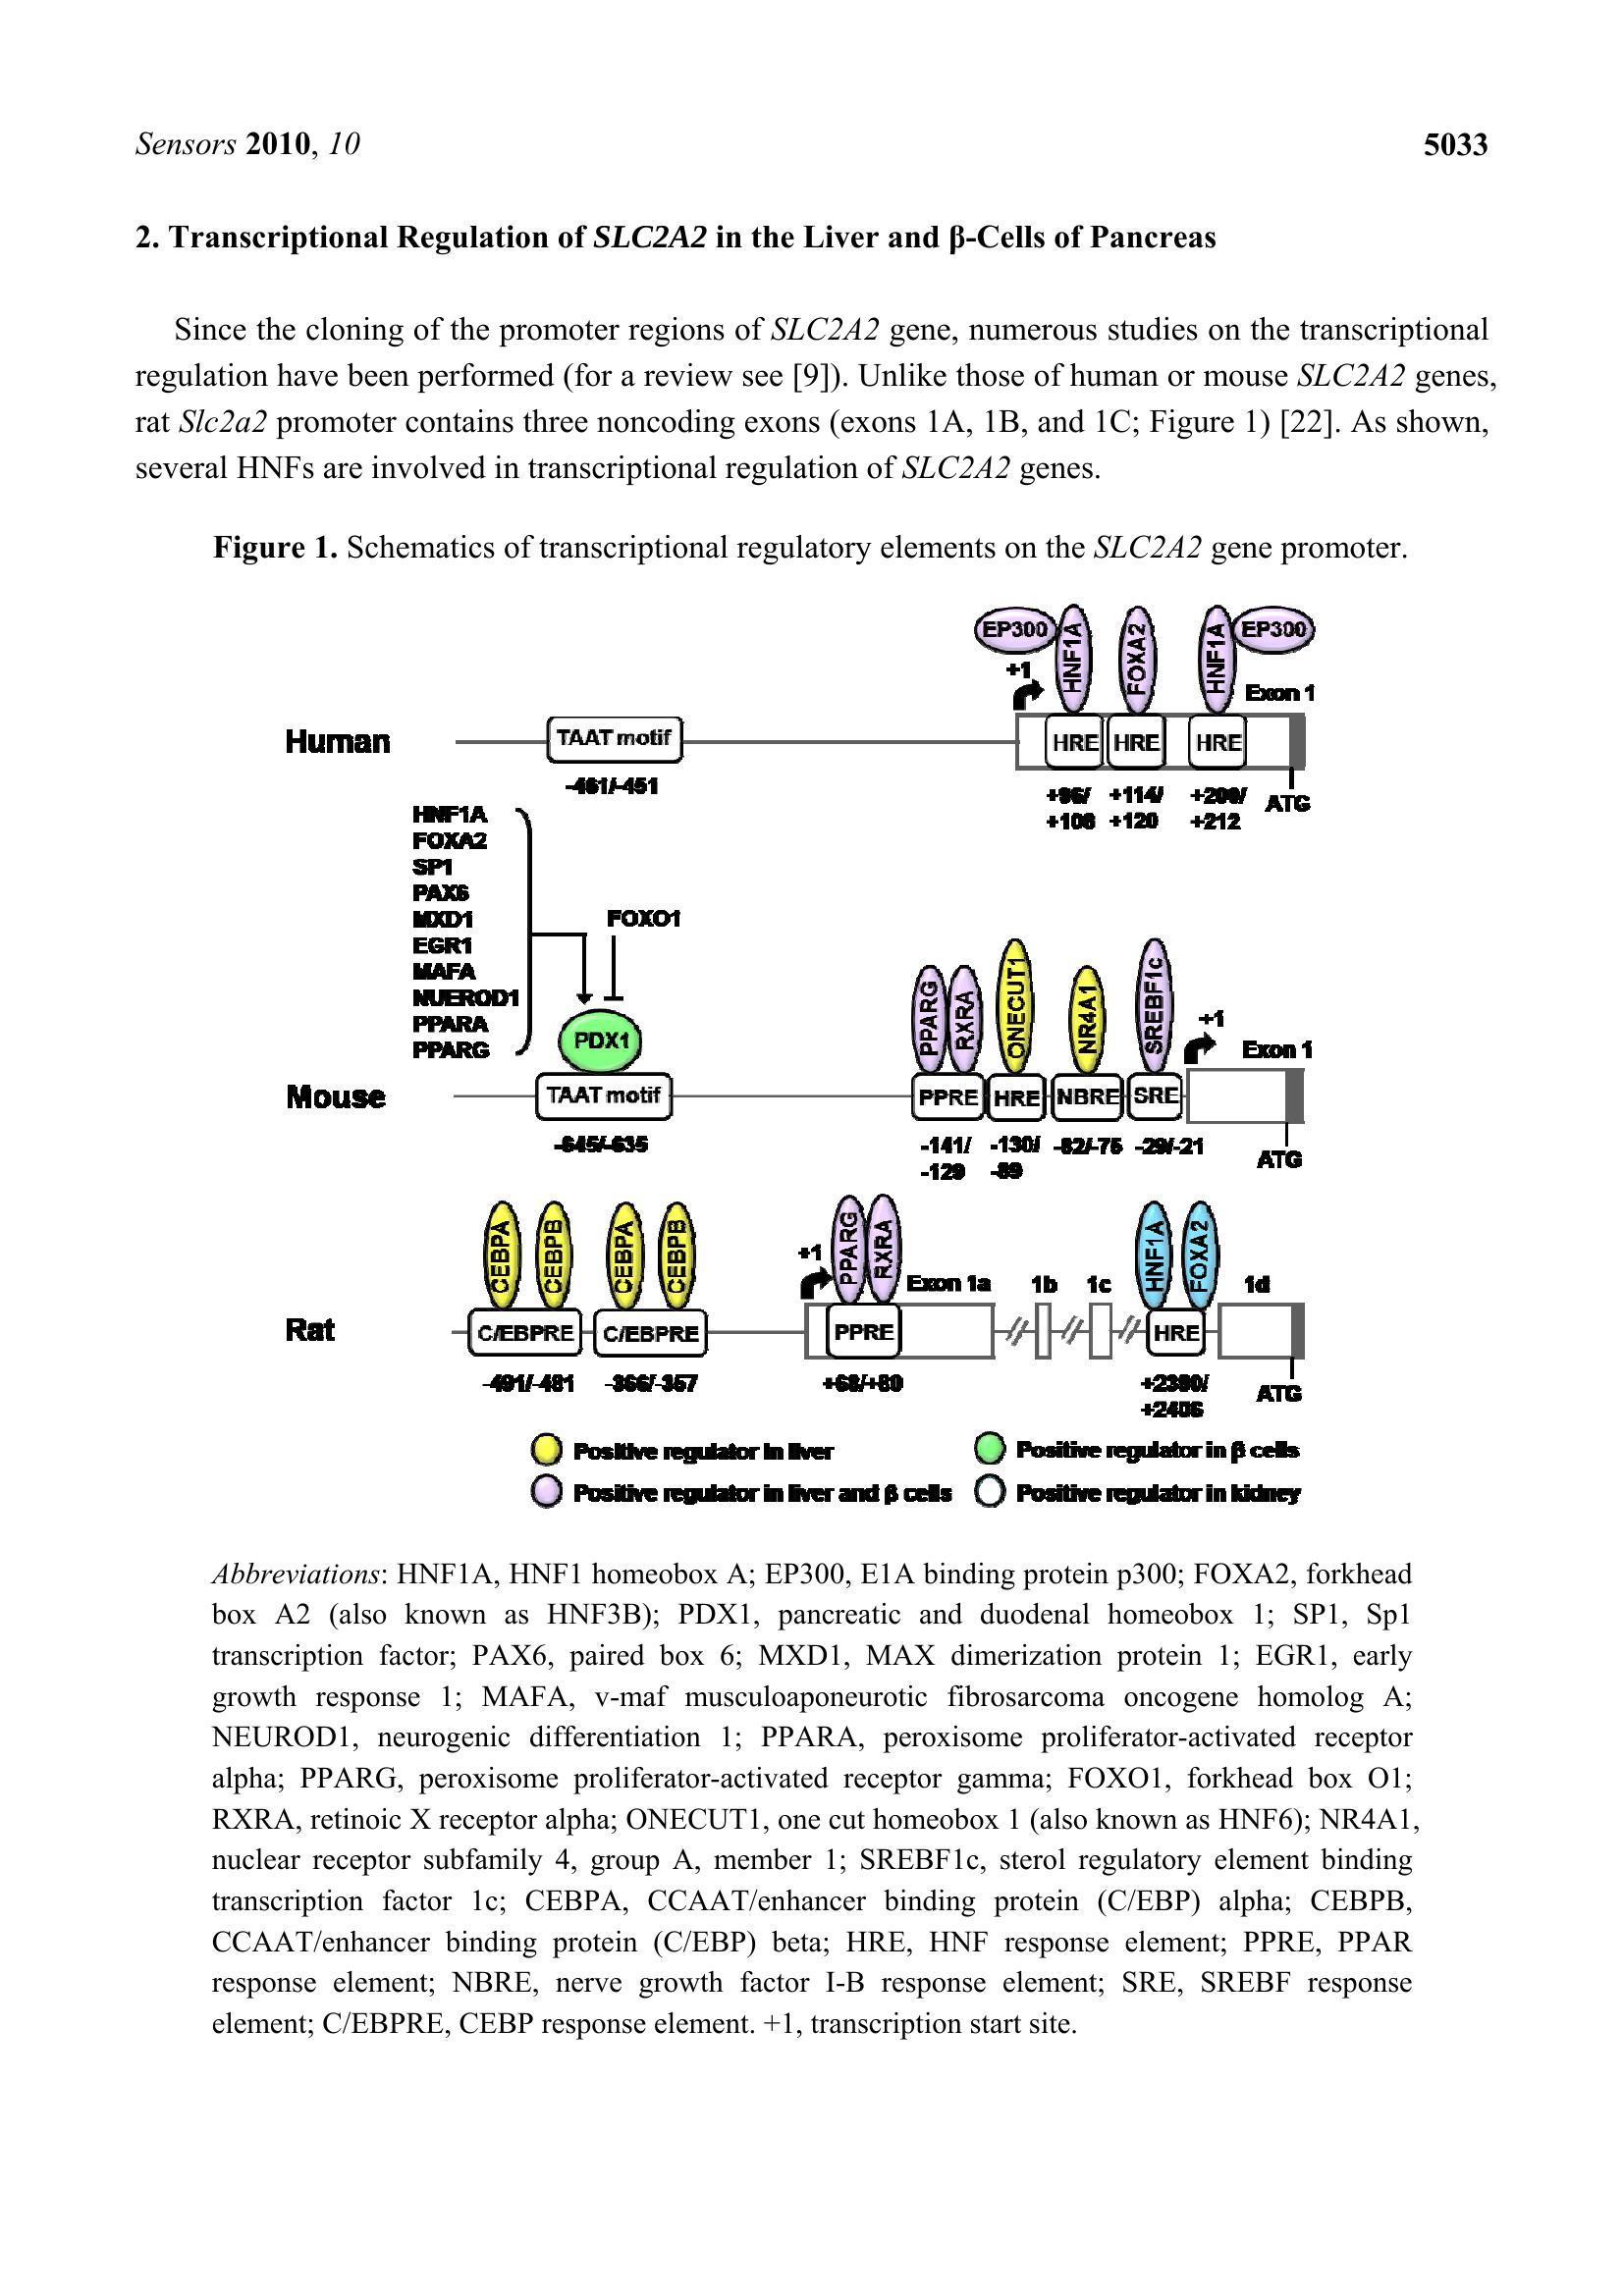 Sensors 2010, 10
5033
2. Transcriptional Regulation of SLC2A2 in the Liver and β-Cells of Pancreas
Since the cloning of the promoter regions of SLC2A2 gene, numerous studies on the transcriptional
regulation have been performed (for a review see [9]). Unlike those of human or mouse SLC2A2 genes,
rat Slc2a2 promoter contains three noncoding exons (exons 1A, 1B, and 1C; Figure 1) [22]. As shown,
several HNFs are involved in transcriptional regulation of SLC2A2 genes.
Figure 1. Schematics of transcriptional regulatory elements on the SLC2A2 gene promoter.
EP300 HNF1A FOXA2 HNF1A EP300
+1
Exon 1
Human
TAAT motif
HRE HRE HRE
-461/-451
+114/
ATG
+120 +212
HNF1A
FOXA2
SP1
PAX6
MXD1
EGR1
MAFA
NUEROD1
PPARA
PPARG
FOXO1
PDX1
PPARG RXRA ONECUT1 NR4A1 SREBF1c
+1
Exon 1
Mouse
TAAT motif
PPRE HRE NBRE SRE
-645/-635
-141/ -130/ -82/-75 -29/-21
-129 -89
ATG
CEBPA CEBPB CEBPA CEBPB
+1
PPARG RXRA
Exon 1a 1b 1c
HNF1A FOXA2
1d
Rat
C/EBPRE C/EBPRE
PPRE
HRE
-491/-481 -366/-357
+68/+80
ATG
Positive regulator in liver
Positive regulator in β cells
Positive regulator in liver and β cells
Positive regulator in kidney
Abbreviations: HNF1A, HNF1 homeobox A; EP300, E1A binding protein p300; FOXA2, forkhead
box A2 (also known as HNF3B); PDX1, pancreatic and duodenal homeobox 1; SP1, Sp1
transcription factor; PAX6, paired box 6; MXD1, MAX dimerization protein 1; EGR1, early
growth response 1; MAFA, v-maf musculoaponeurotic fibrosarcoma oncogene homolog A;
NEUROD1, neurogenic differentiation 1; PPARA, peroxisome proliferator-activated receptor
alpha; PPARG, peroxisome proliferator-activated receptor gamma; FOXO1, forkhead box O1;
RXRA, retinoic X receptor alpha; ONECUT1, one cut homeobox 1 (also known as HNF6); NR4A1,
nuclear receptor subfamily 4, group A, member 1; SREBF1c, sterol regulatory element binding
transcription factor 1c; CEBPA, CCAAT/enhancer binding protein (C/EBP) alpha; CEBPB,
CCAAT/enhancer binding protein (C/EBP) beta; HRE, HNF response element; PPRE, PPAR
response element; NBRE, nerve growth factor I-B response element; SRE, SREBF response
element; C/EBPRE, CEBP response element. +1, transcription start site.